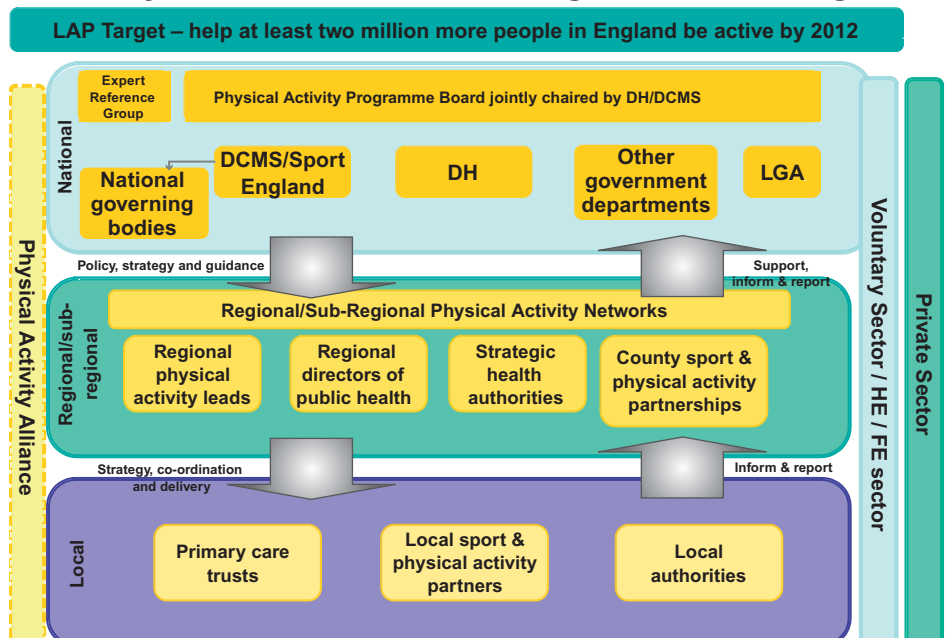 LAP Target – help at least two million more people in England be active by 2012
Expert
Reference
Group
Physical Activity Programme Board jointly chaired by DH/DCMS
National
National
governing
bodies
DCMS/Sport
England
DH
Other
government
departments
LGA
Policy, strategy and guidance
Support,
inform & report
Regional/sub-
regional
Regional/Sub-Regional Physical Activity Networks
Regional
physical
activity leads
Regional
directors of
public health
Strategic
health
authorities
County sport &
physical activity
partnerships
Strategy, co-ordination
and delivery
Inform & report
Local
Primary care
trusts
Local sport &
physical activity
partners
Local
authorities
Physical Activity Alliance
Voluntary Sector / HE / FE sector
Private Sector